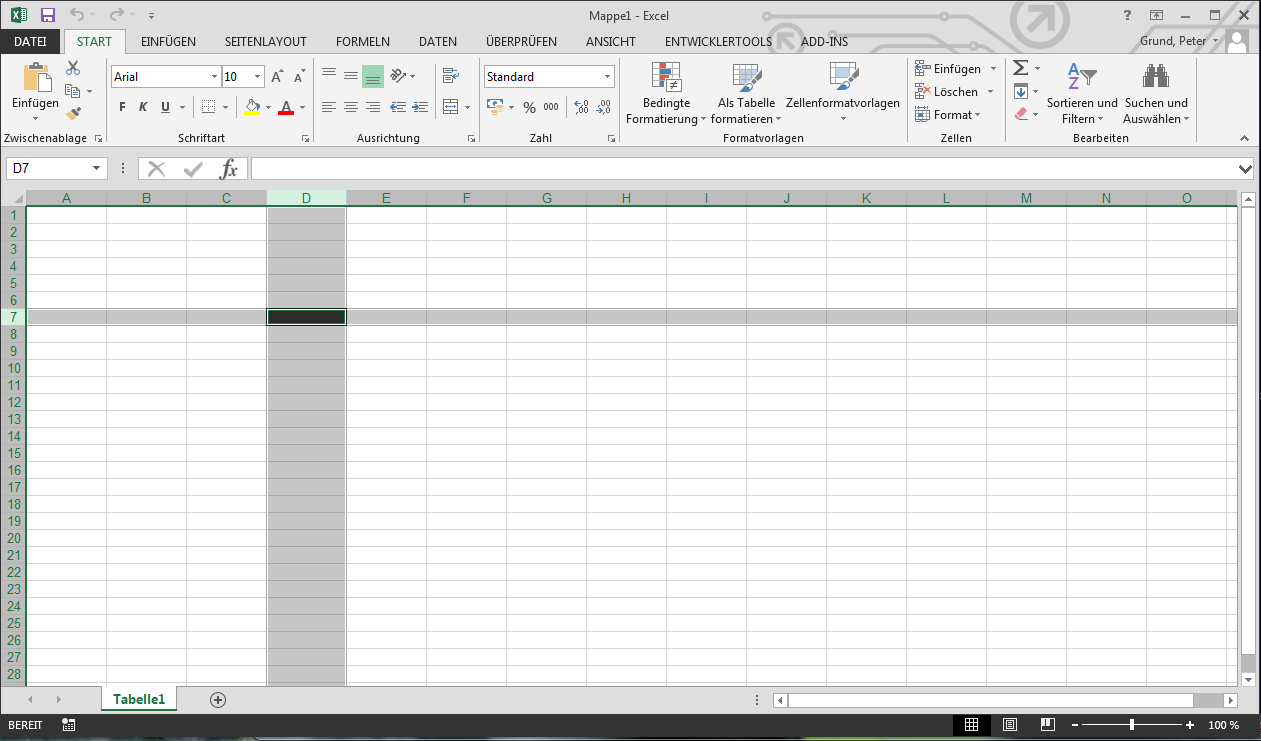 Mappe1 - Excel
?
DATEI START EINFÜGEN SEITENLAYOUT FORMELN DATEN ÜBERPRÜFEN ANSICHT ENTWICKLERTOOLS ADD-INS Grund, Peter
Einfügen
Arial 10
F K U A
Standard
% 000
Bedingte
Formatierung
Als Tabelle
formatieren
Zellenformatvorlagen
Einfügen
Löschen
Format
Σ
Sortieren und
Filtern
Suchen und
Auswählen
Zwischenablage Schriftart Ausrichtung Zahl Formatvorlagen Zellen Bearbeiten
D7 fx
A B C D E F G H I J K L M N O
1
2
3
4
5
6
7
8
9
10
11
12
13
14
15
16
17
18
19
20
21
22
23
24
25
26
27
28
Tabelle1
BEREIT 100 %